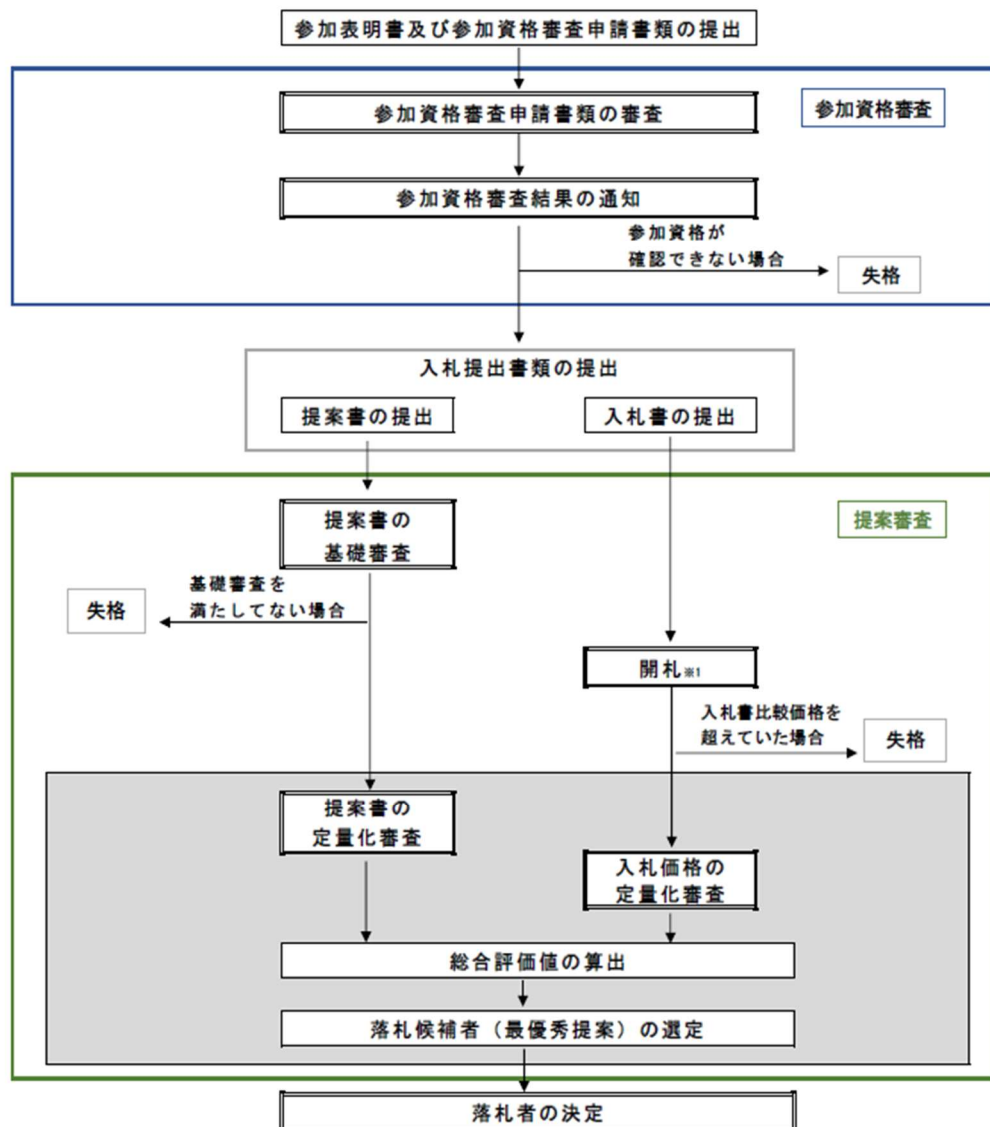 参加表明書及び参加資格審査申請書類の提出
参加資格審査申請書類の審査
参加資格審査
参加資格審査結果の通知
参加資格が
確認できない場合
失格
入札提出書類の提出
提案書の提出
入札書の提出
提案審査
提案書の
基礎審査
基礎審査を
満たしてない場合
失格
開札※1
入札書比較価格を
超えていた場合
失格
提案書の
定量化審査
入札価格の
定量化審査
総合評価値の算出
落札候補者（最優秀提案）の選定
落札者の決定